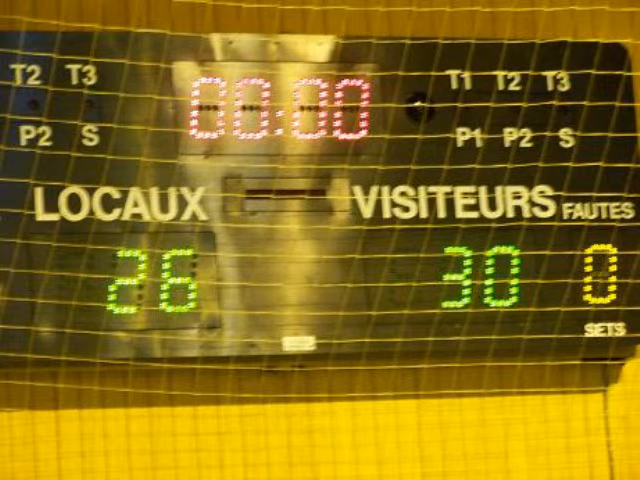 T2 T3 00:00 T1 T2 T3
P2 S P1 P2 S
LOCAUX VISITEURS FAUTES
26 30 0
SETS